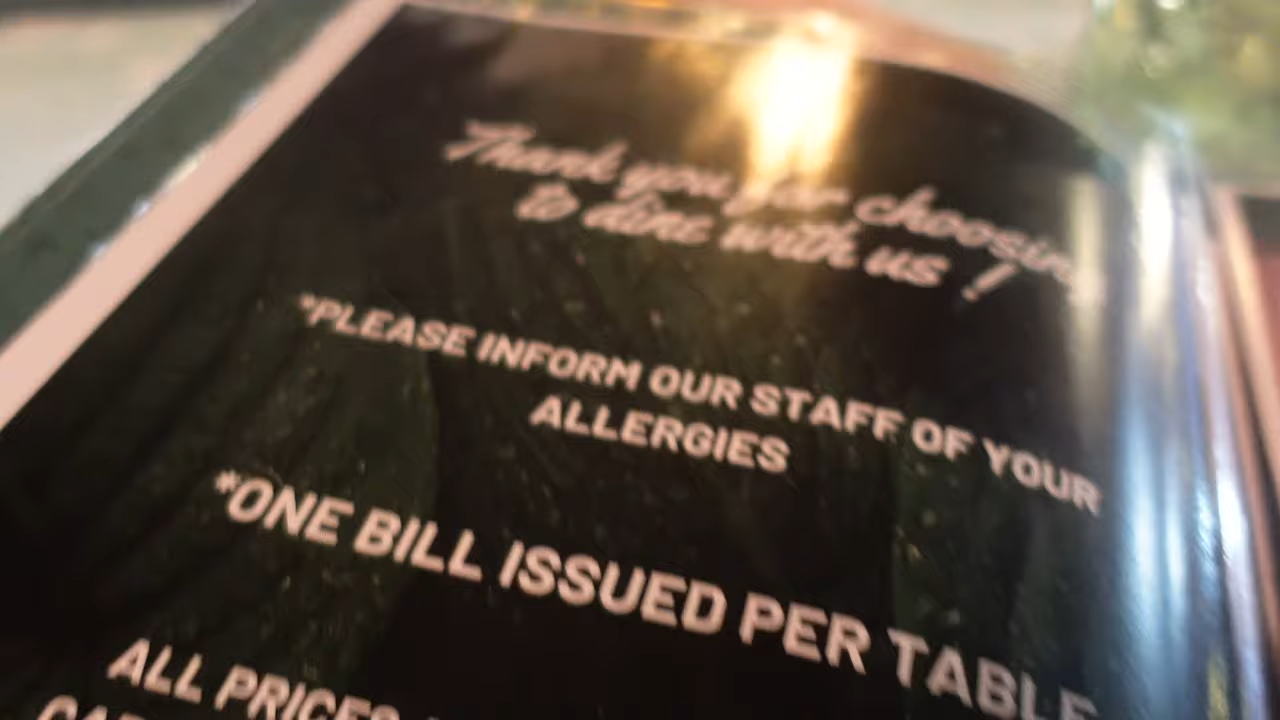 Thank you for choosing
to dine with us !
*PLEASE INFORM OUR STAFF OF YOUR
ALLERGIES
*ONE BILL ISSUED PER TABLE
ALL PRICES